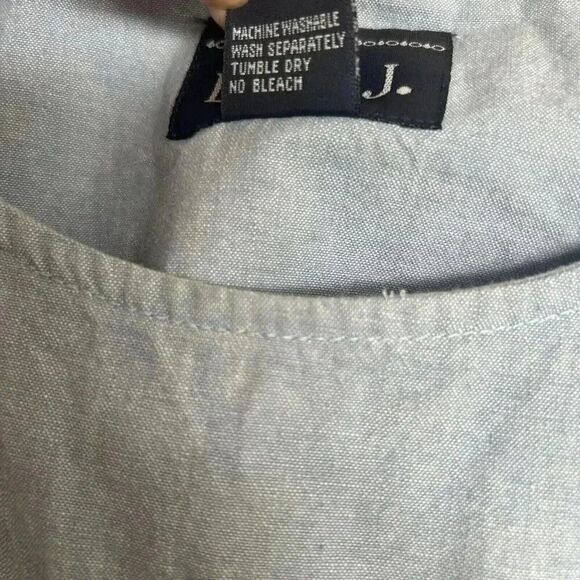 MACHINE WASHABLE
WASH SEPARATELY
TUMBLE DRY
NO BLEACH
J.